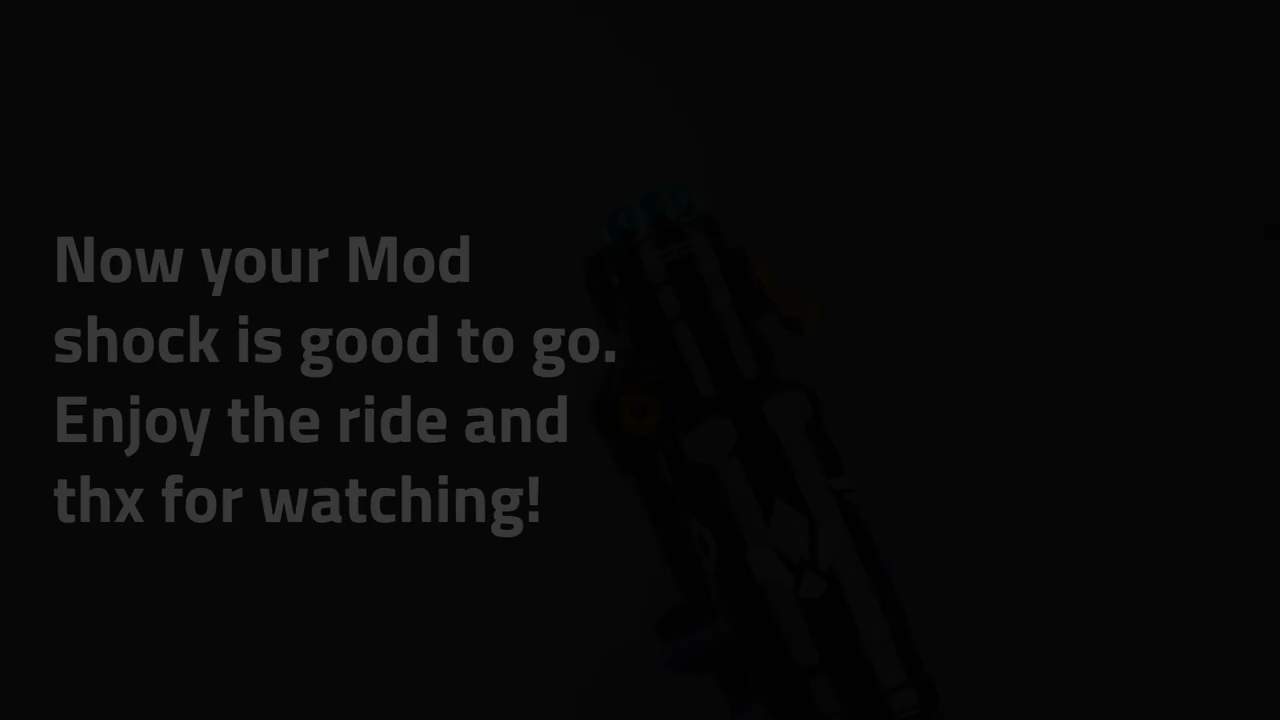 Now your Mod
shock is good to go.
Enjoy the ride and
thx for watching!